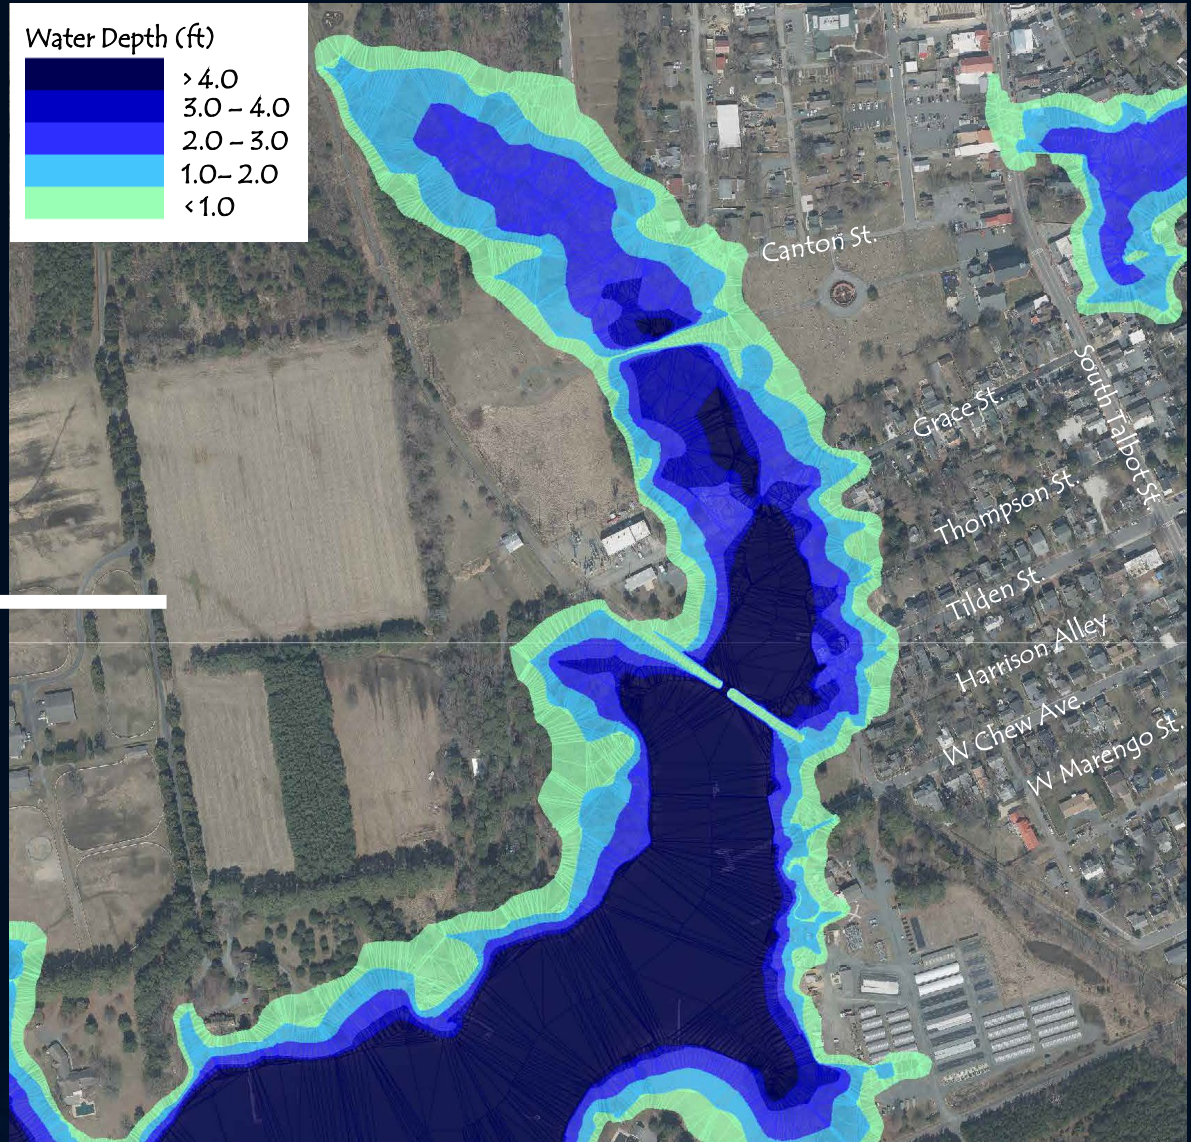 Water Depth (ft)
> 4.0
3.0 – 4.0
2.0 – 3.0
1.0 – 2.0
< 1.0
Canton St.
South Talbot St.
Grace St.
Thompson St.
Tilden St.
Harrison Alley
W Chew Ave.
W Marengo St.